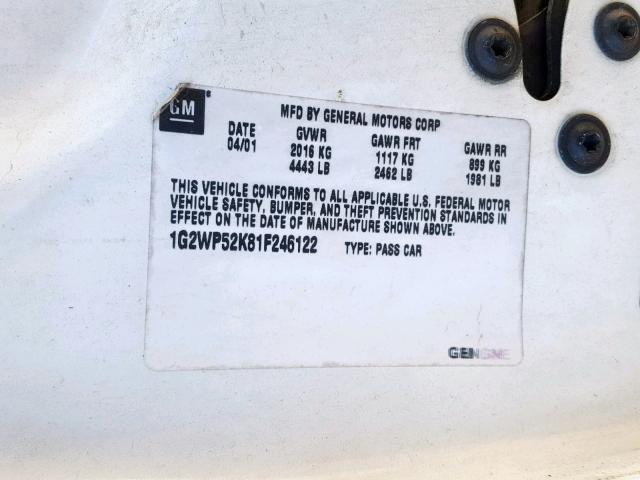 GM
MFD BY GENERAL MOTORS CORP
DATE GVWR GAWR FRT GAWR RR
04/01 2016 KG 1117 KG 899 KG
4443 LB 2462 LB 1981 LB
THIS VEHICLE CONFORMS TO ALL APPLICABLE U.S. FEDERAL MOTOR
VEHICLE SAFETY, BUMPER, AND THEFT PREVENTION STANDARDS IN
EFFECT ON THE DATE OF MANUFACTURE SHOWN ABOVE.
1G2WP52K81F246122 TYPE: PASS CAR